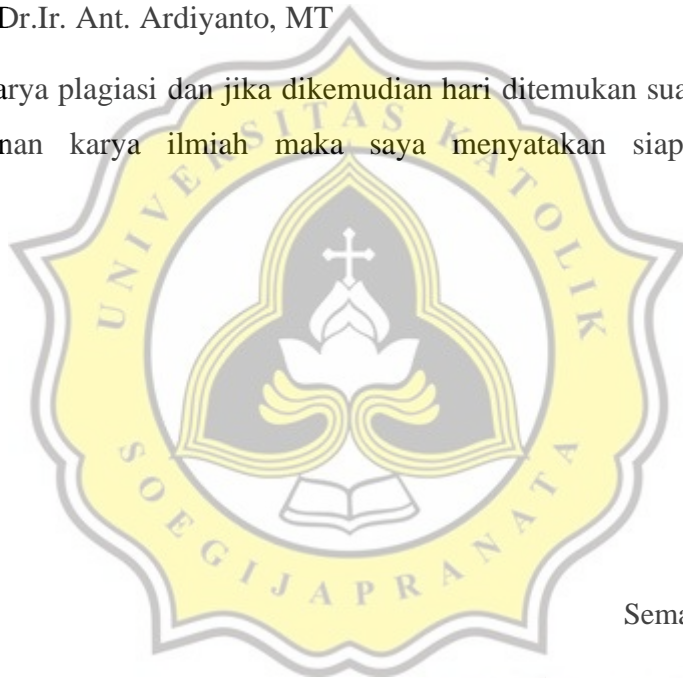 Dr.Ir. Ant. Ardiyanto, MT
arya plagiasi dan jika dikemudian hari ditemukan sua
nan karya ilmiah maka saya menyatakan siap
UNIVERSITAS KATOLIK
SOEGIJAPRANATA
Sema